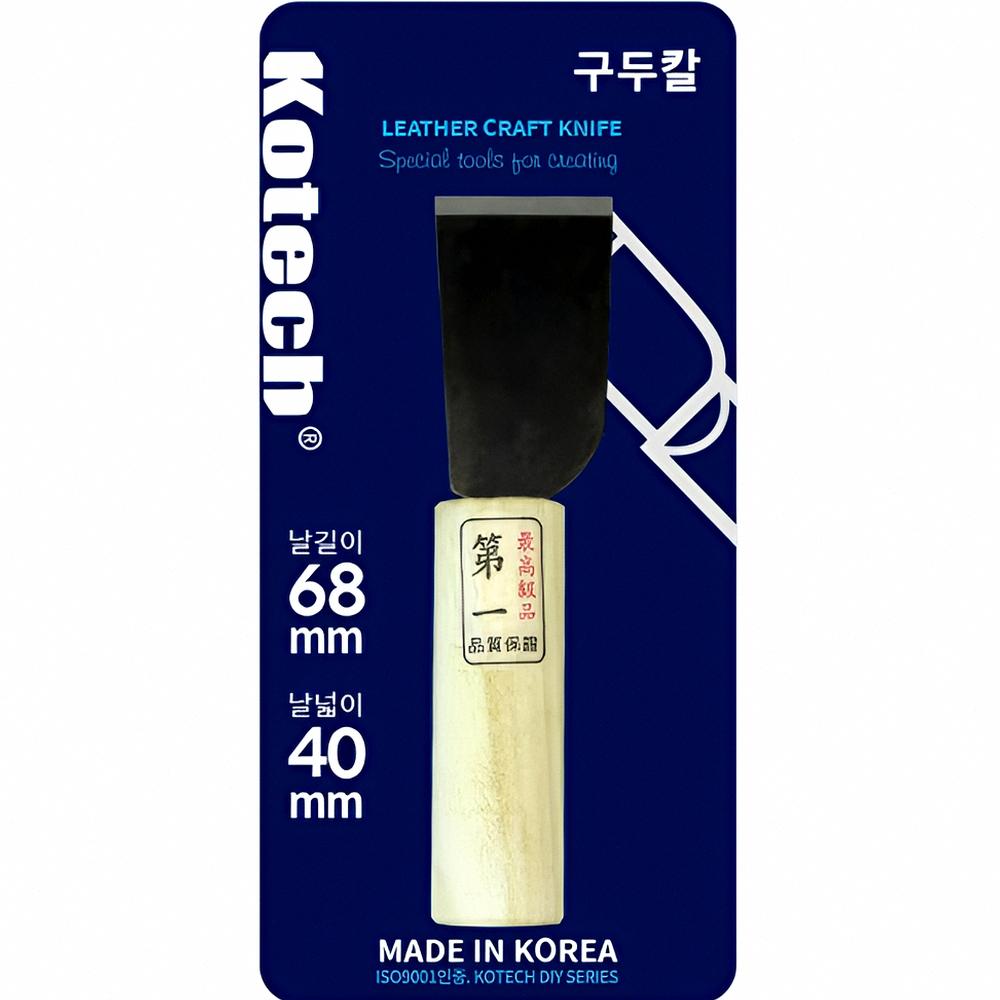 Kotech®
구두칼
LEATHER CRAFT KNIFE
Special tools for creating
날길이
68
mm
날넓이
40
mm
最高級品
第一
品質保證
MADE IN KOREA
ISO9001인증. KOTECH DIY SERIES